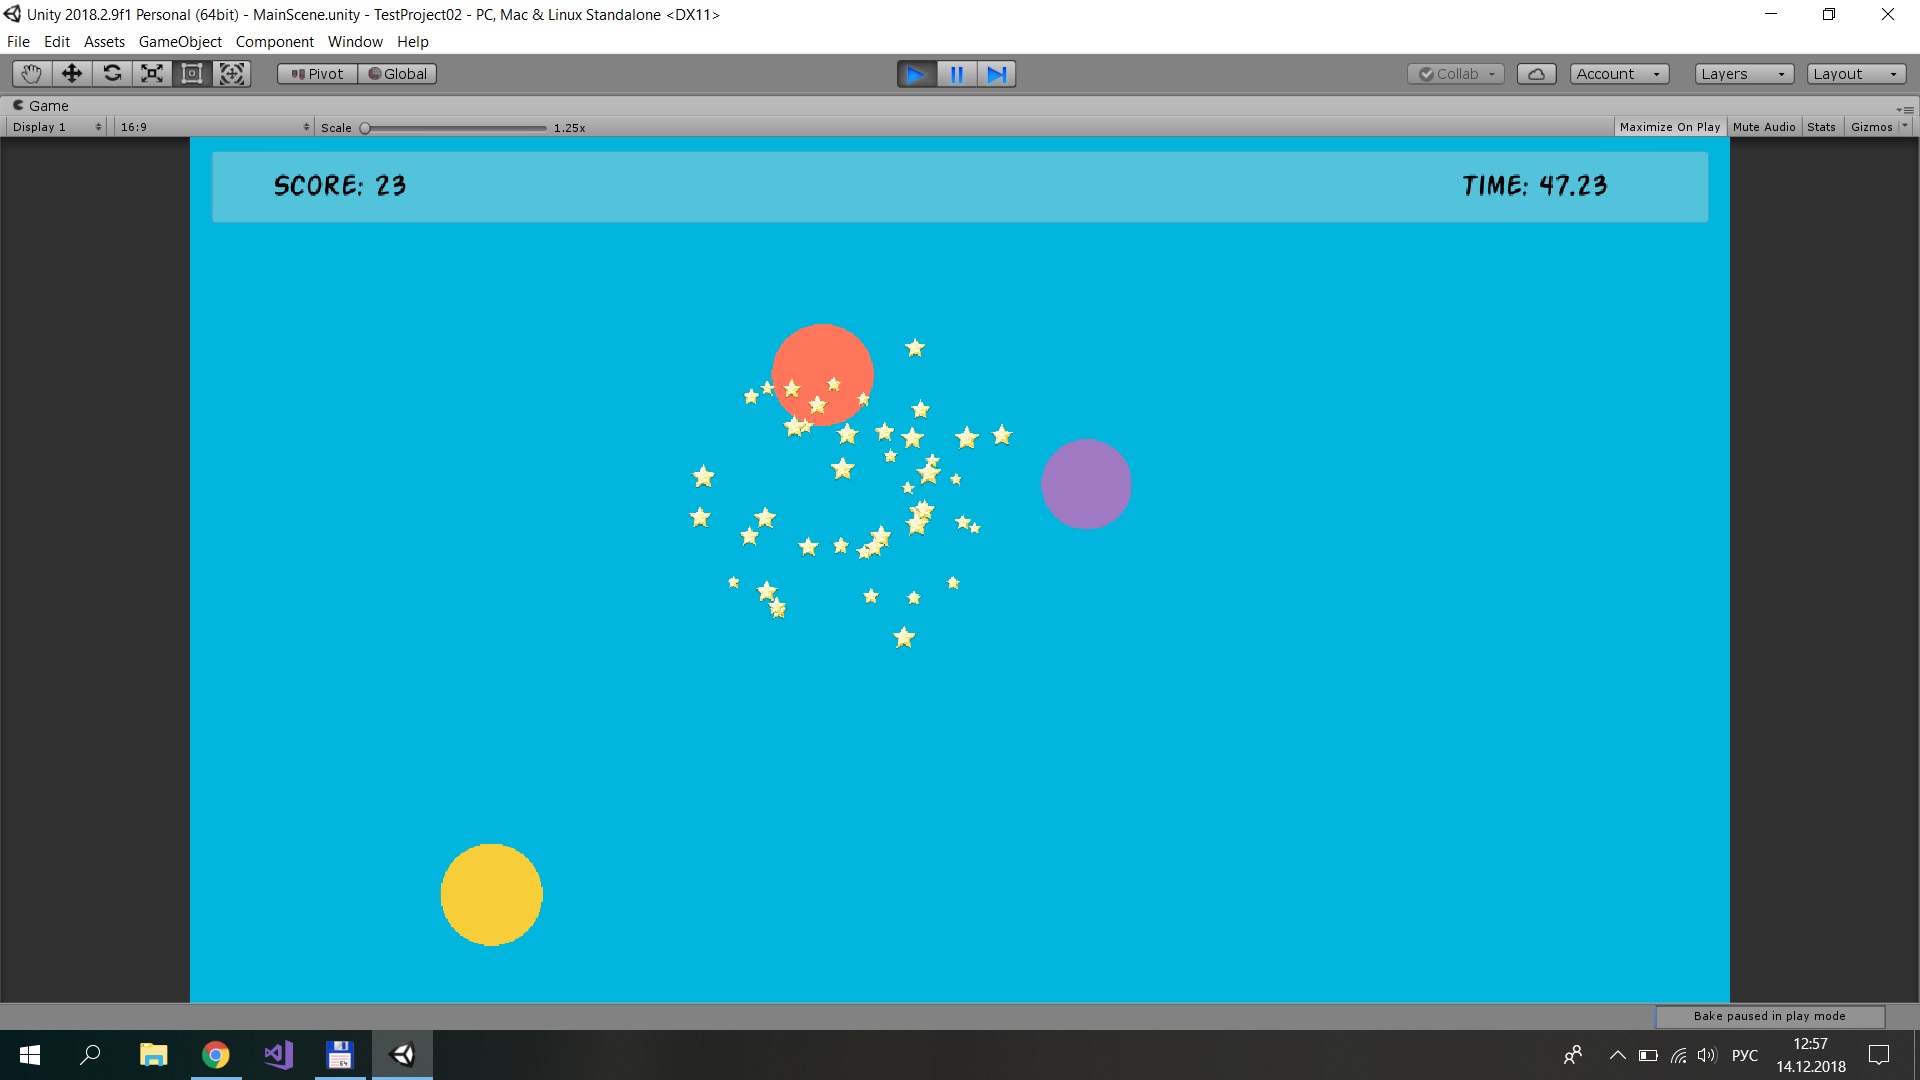 Unity 2018.2.9f1 Personal (64bit) - MainScene.unity - TestProject02 - PC, Mac & Linux Standalone <DX11>
File Edit Assets GameObject Component Window Help
Pivot Global Collab Account Layers Layout
Game
Display 1 16:9 Scale 1.25x Maximize On Play Mute Audio Stats Gizmos
SCORE: 23 TIME: 47.23
Bake paused in play mode
64
РУС 12:57
14.12.2018